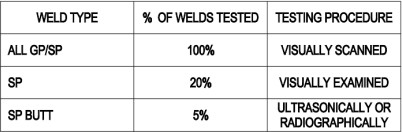 WELD TYPE % OF WELDS TESTED TESTING PROCEDURE
ALL GP/SP 100% VISUALLY SCANNED
SP 20% VISUALLY EXAMINED
SP BUTT 5% ULTRASONICALLY OR
RADIOGRAPHICALLY